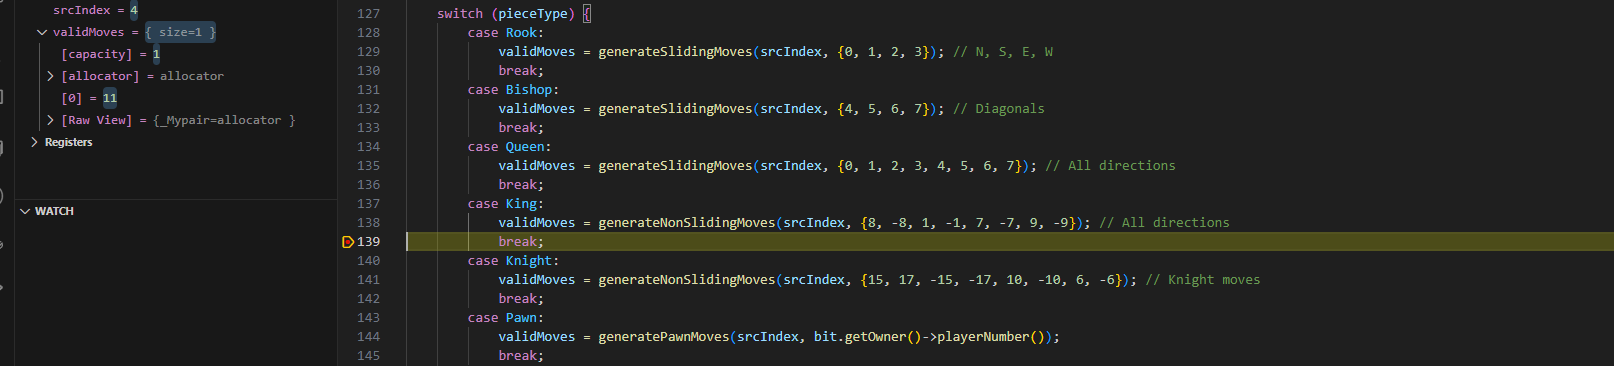 srcIndex = 4
validMoves = { size=1 }
[capacity] = 1
[allocator] = allocator
[0] = 11
[Raw View] = {_Mypair=allocator }
Registers
WATCH
127 switch (pieceType) {
128 case Rook:
129 validMoves = generateSlidingMoves(srcIndex, {0, 1, 2, 3}); // N, S, E, W
130 break;
131 case Bishop:
132 validMoves = generateSlidingMoves(srcIndex, {4, 5, 6, 7}); // Diagonals
133 break;
134 case Queen:
135 validMoves = generateSlidingMoves(srcIndex, {0, 1, 2, 3, 4, 5, 6, 7}); // All directions
136 break;
137 case King:
138 validMoves = generateNonSlidingMoves(srcIndex, {8, -8, 1, -1, 7, -7, 9, -9}); // All directions
139 break;
140 case Knight:
141 validMoves = generateNonSlidingMoves(srcIndex, {15, 17, -15, -17, 10, -10, 6, -6}); // Knight moves
142 break;
143 case Pawn:
144 validMoves = generatePawnMoves(srcIndex, bit.getOwner()->playerNumber());
145 break;